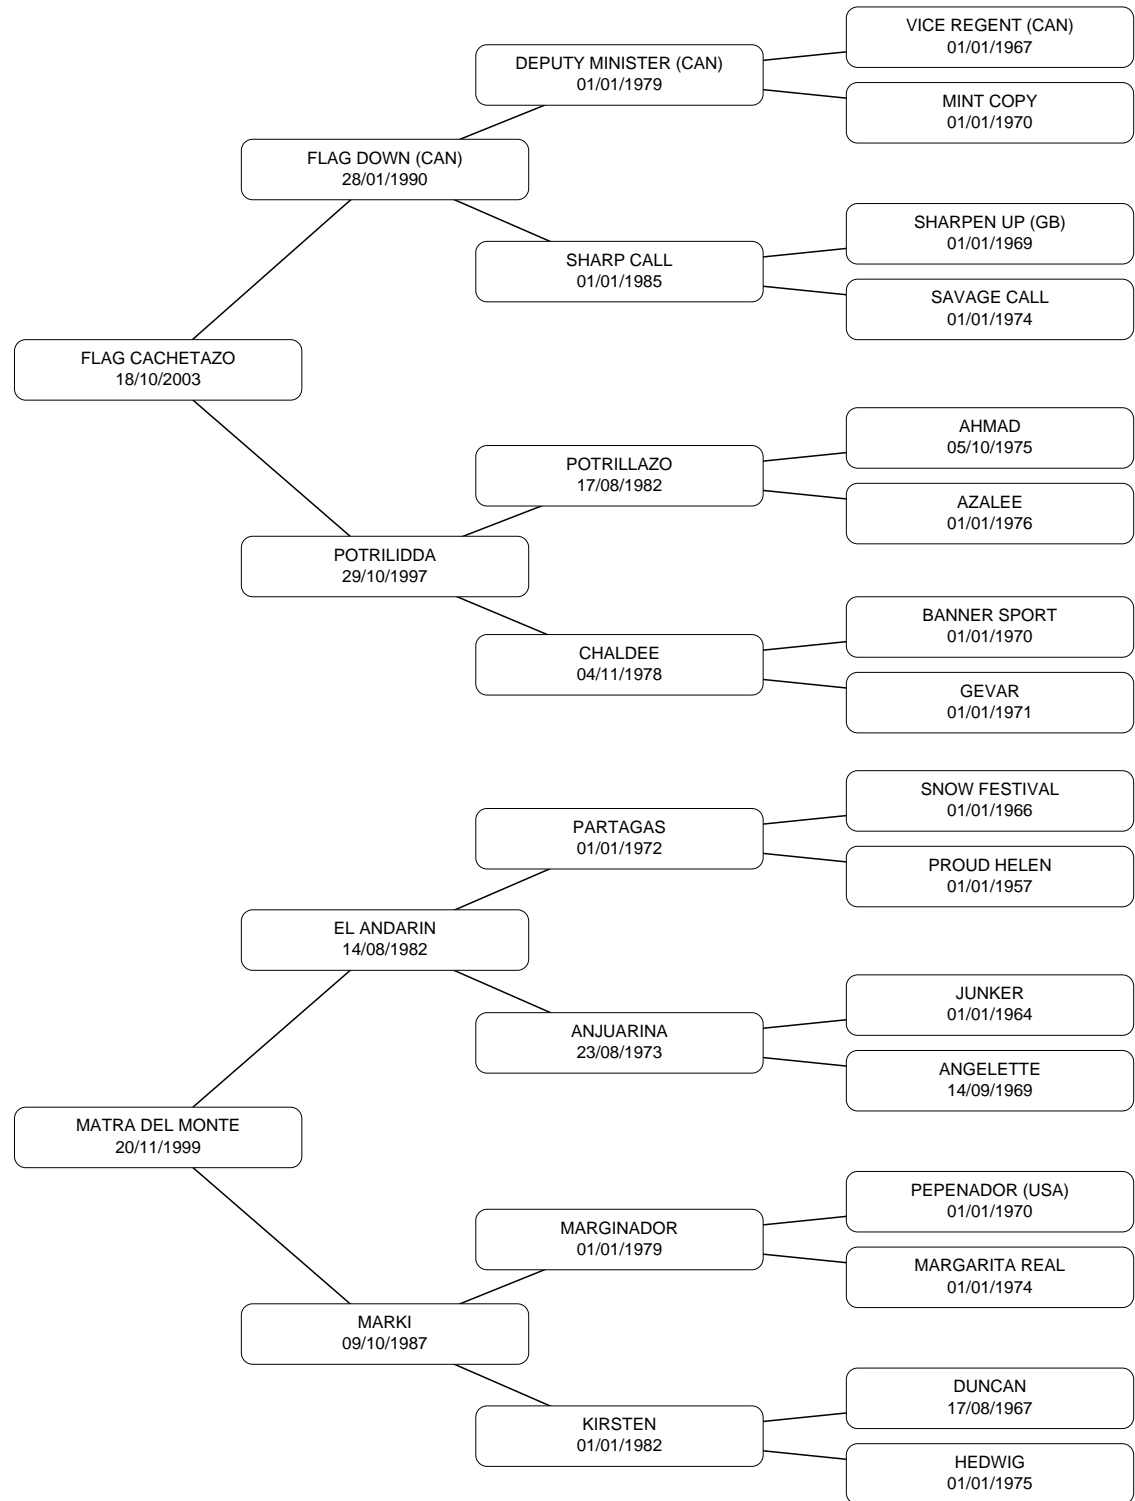 VICE REGENT (CAN)
01/01/1967
DEPUTY MINISTER (CAN)
01/01/1979
MINT COPY
01/01/1970
FLAG DOWN (CAN)
28/01/1990
SHARPEN UP (GB)
01/01/1969
SHARP CALL
01/01/1985
SAVAGE CALL
01/01/1974
FLAG CACHETAZO
18/10/2003
AHMAD
05/10/1975
POTRILLAZO
17/08/1982
AZALEE
01/01/1976
POTRILIDDA
29/10/1997
BANNER SPORT
01/01/1970
CHALDEE
04/11/1978
GEVAR
01/01/1971
SNOW FESTIVAL
01/01/1966
PARTAGAS
01/01/1972
PROUD HELEN
01/01/1957
EL ANDARIN
14/08/1982
JUNKER
01/01/1964
ANJUARINA
23/08/1973
ANGELETTE
14/09/1969
MATRA DEL MONTE
20/11/1999
PEPENADOR (USA)
01/01/1970
MARGINADOR
01/01/1979
MARGARITA REAL
01/01/1974
MARKI
09/10/1987
DUNCAN
17/08/1967
KIRSTEN
01/01/1982
HEDWIG
01/01/1975